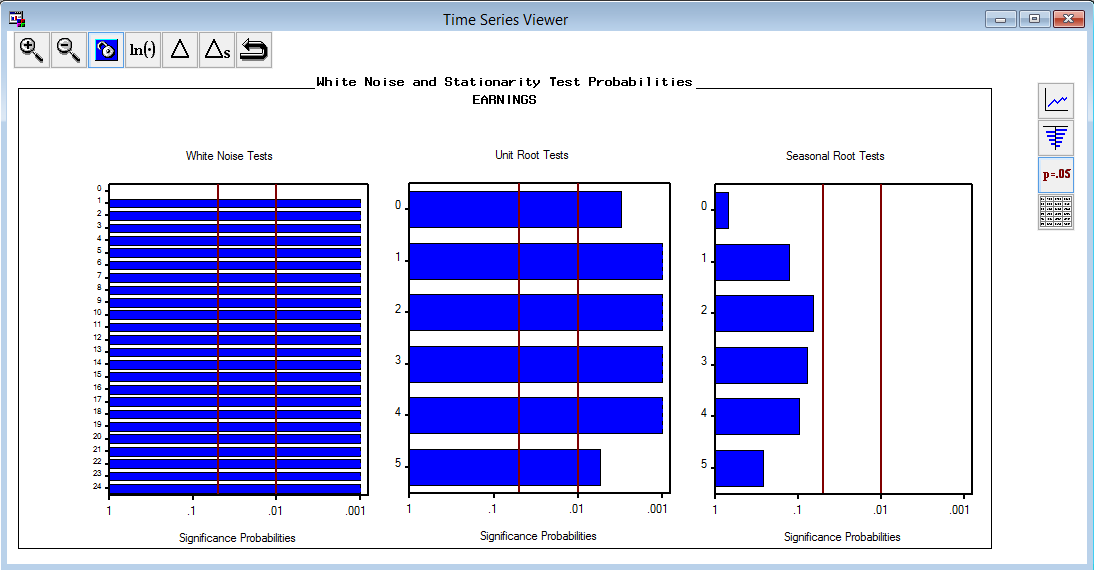 Time Series Viewer
ln(·) Δ Δs
White Noise and Stationarity Test Probabilities
EARNINGS
White Noise Tests
0
1
2
3
4
5
6
7
8
9
10
11
12
13
14
15
16
17
18
19
20
21
22
23
24
1 .1 .01 .001
Significance Probabilities
Unit Root Tests
0
1
2
3
4
5
1 .1 .01 .001
Significance Probabilities
Seasonal Root Tests
0
1
2
3
4
5
1 .1 .01 .001
Significance Probabilities
p=.05